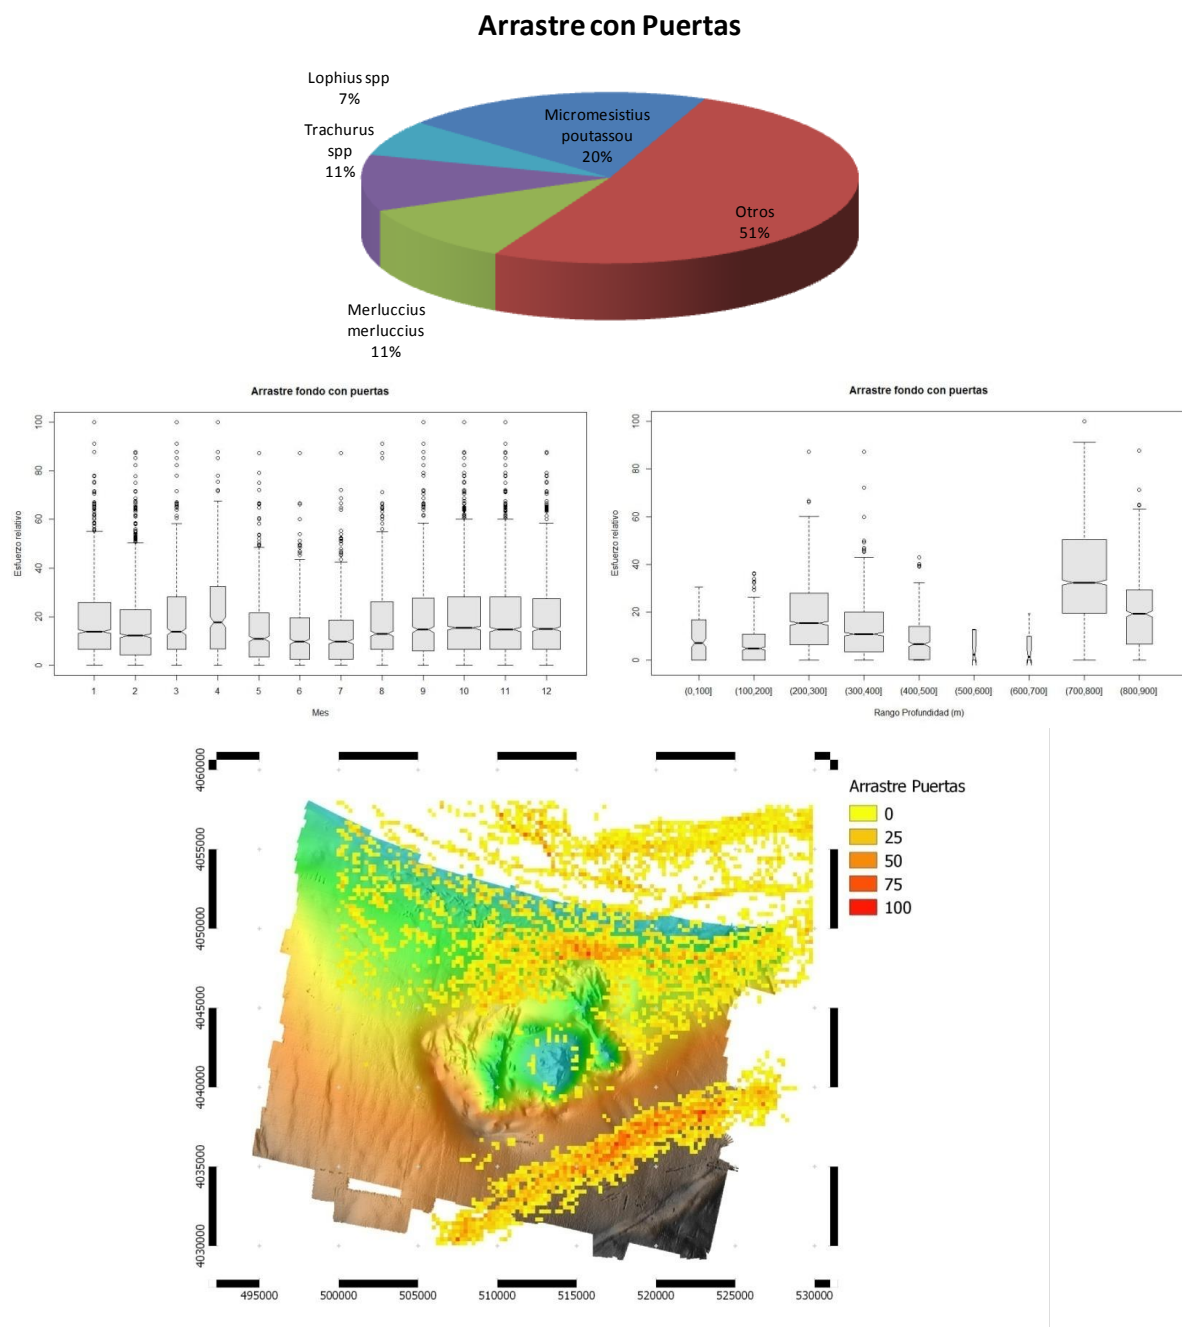 Arrastre con Puertas
Lophius spp
7%
Trachurus
spp
11%
Micromesistius
poutassou
20%
Otros
51%
Merluccius
merluccius
11%
Arrastre fondo con puertas
Esfuerzo relativo
100
80
60
40
20
0
1 2 3 4 5 6 7 8 9 10 11 12
Mes
Arrastre fondo con puertas
Esfuerzo relativo
100
80
60
40
20
0
(0,100] (100,200] (200,300] (300,400] (400,500] (500,600] (600,700] (700,800] (800,900]
Rango Profundidad (m)
4060000
4055000
4050000
4045000
4040000
4035000
4030000
495000 500000 505000 510000 515000 520000 525000 530000
Arrastre Puertas
0
25
50
75
100